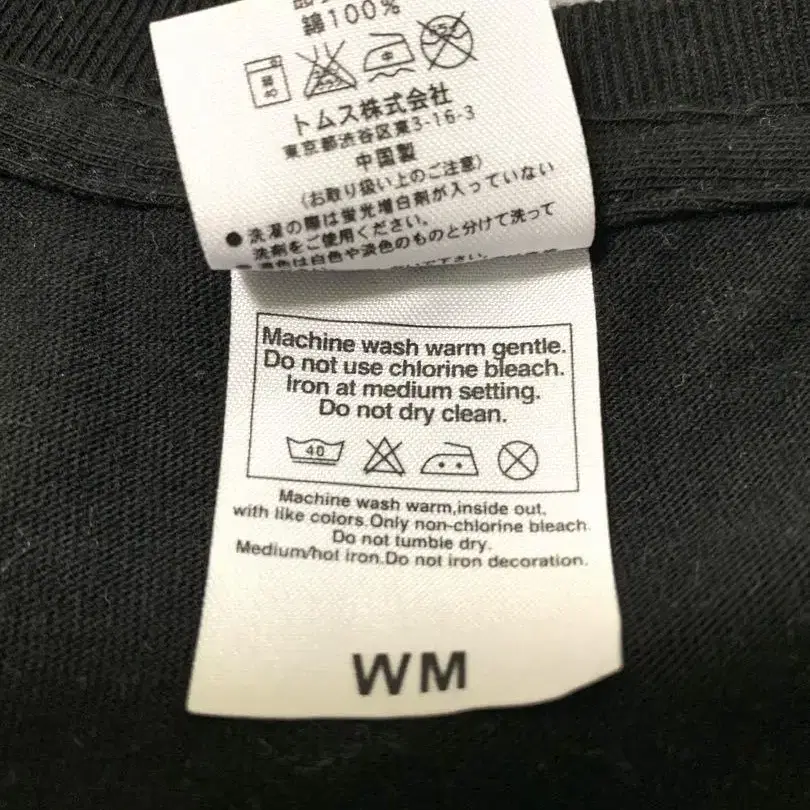 綿100%
トムス株式会社
東京都渋谷区東3-16-3
中国製
(お取り扱い上のご注意)
●洗濯の際は蛍光増白剤が入っていない
洗剤をご使用ください。
濃色は白色や淡色のものと分けて洗って
Machine wash warm gentle.
Do not use chlorine bleach.
Iron at medium setting.
Do not dry clean.
40
Machine wash warm,inside out,
with like colors.Only non-chlorine bleach.
Do not tumble dry.
Medium/hot iron.Do not iron decoration.
WM